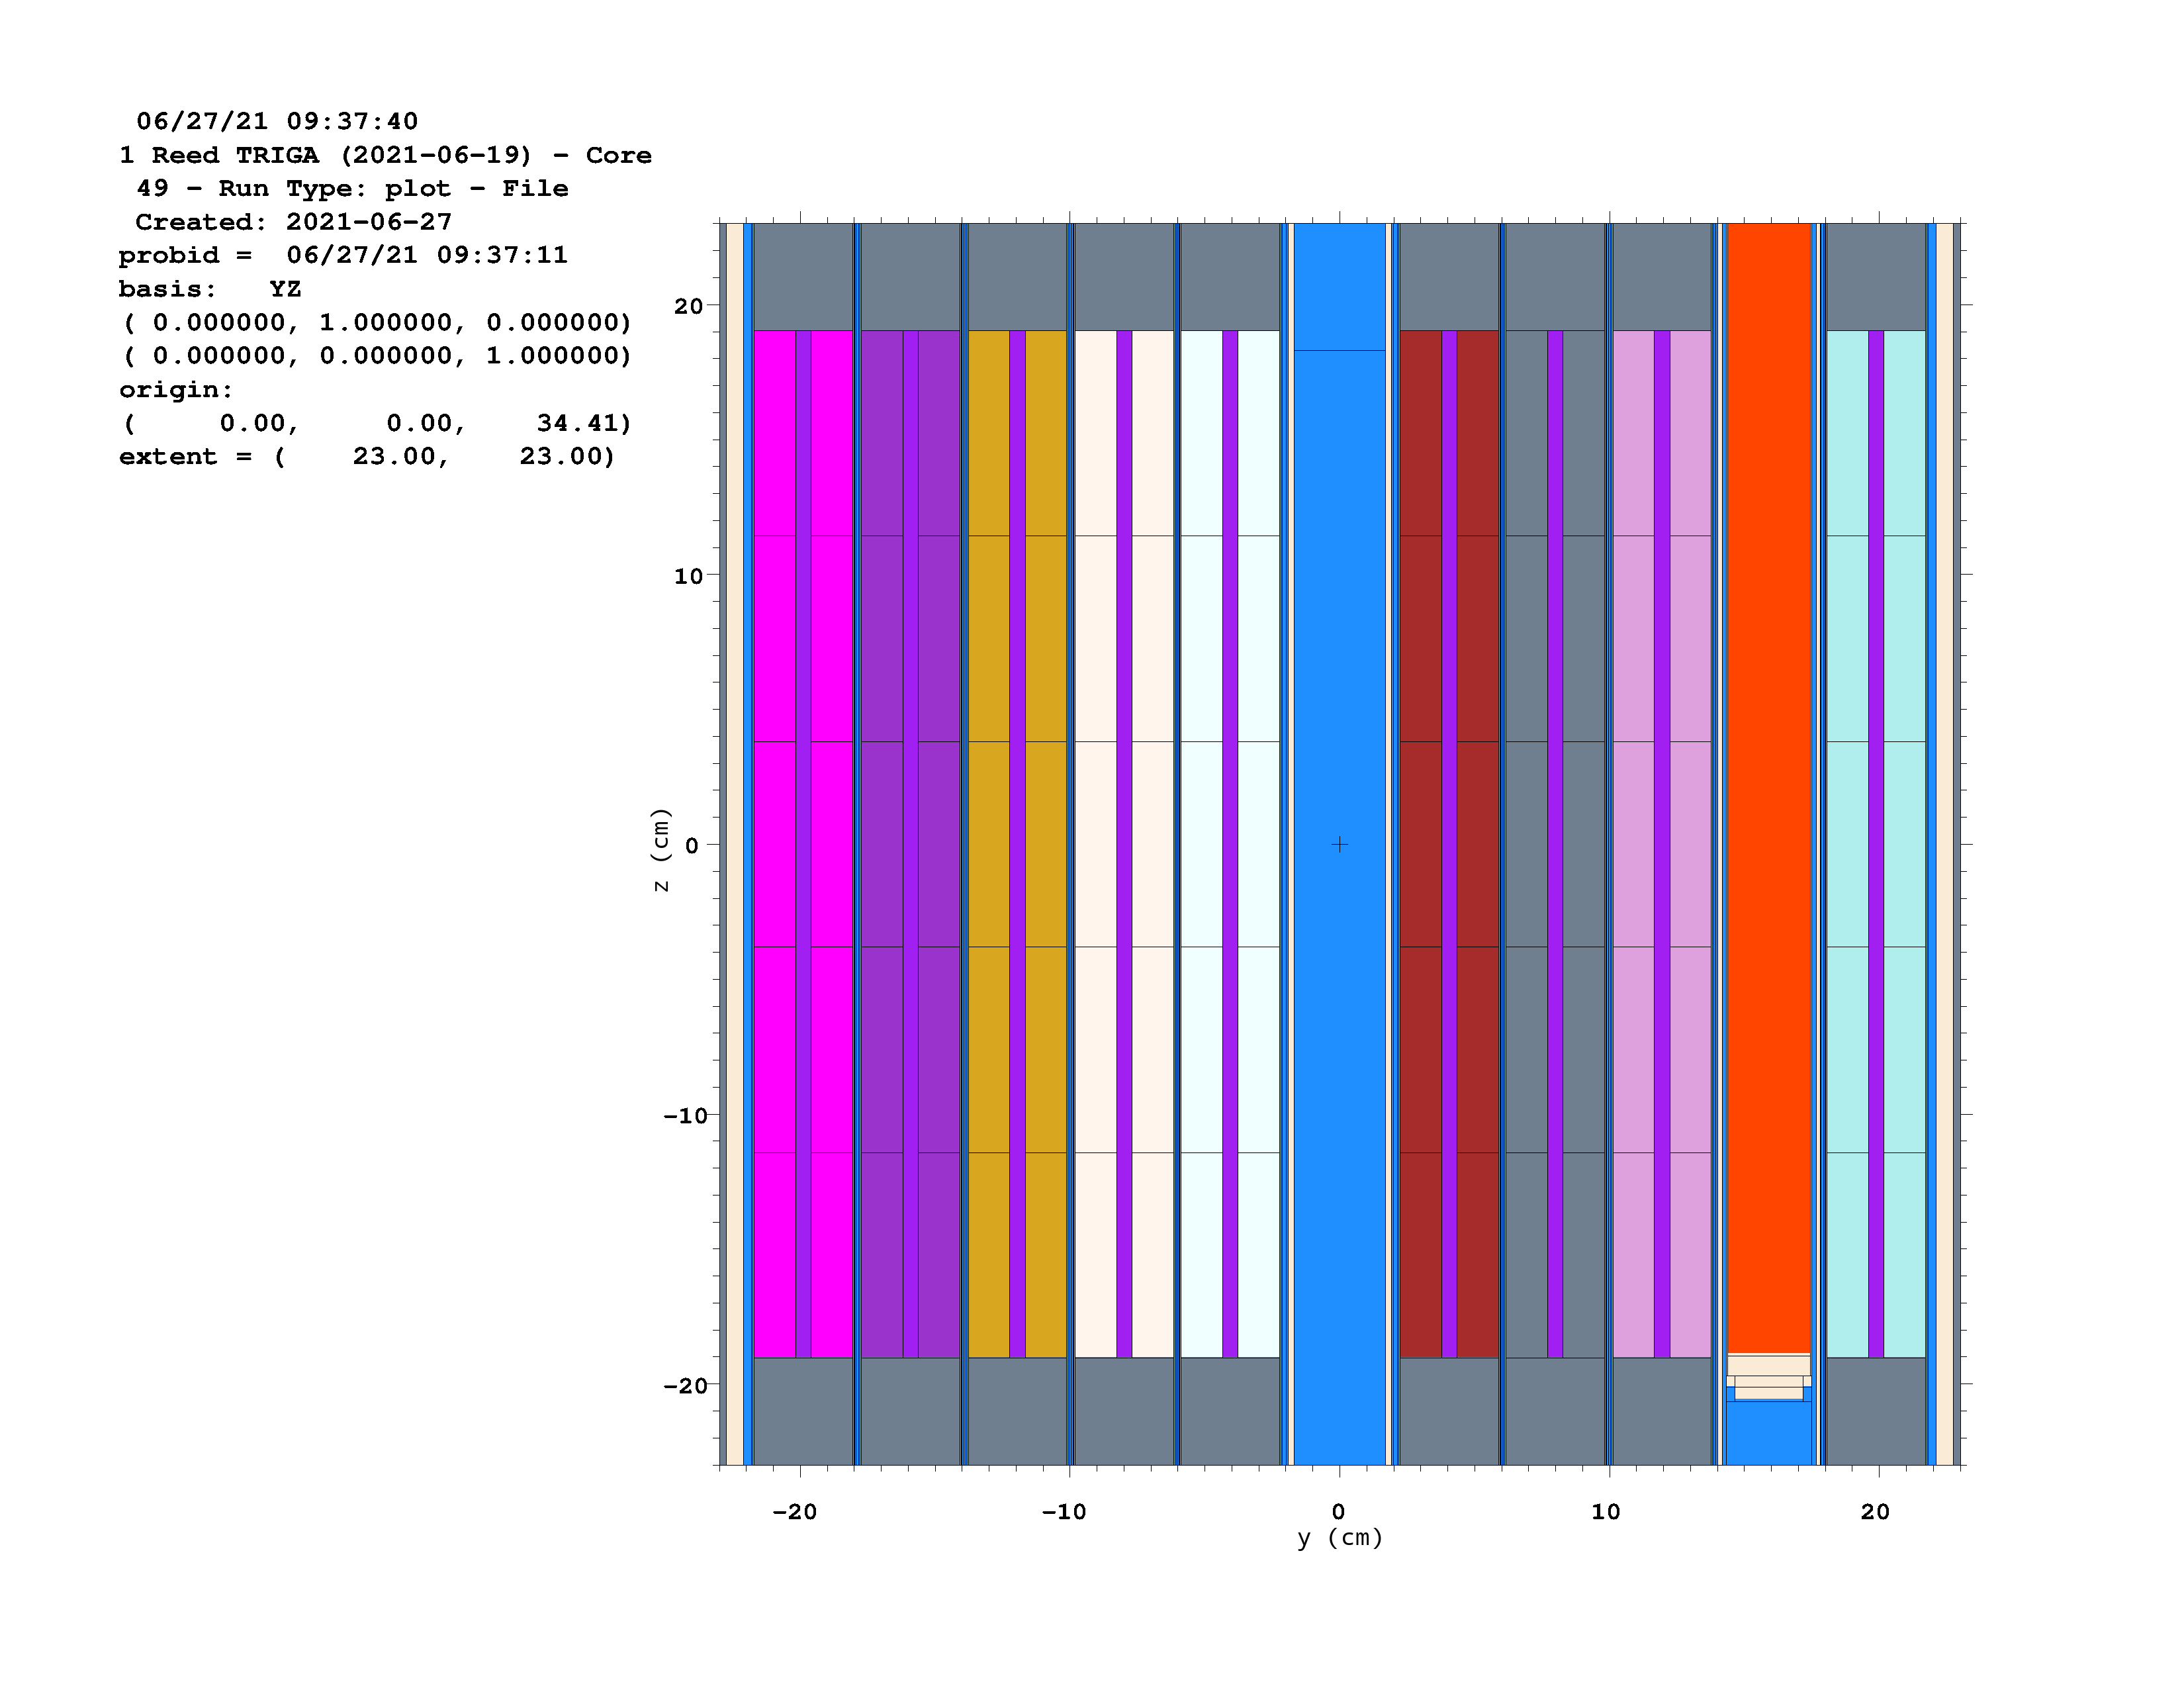 06/27/21 09:37:40
1 Reed TRIGA (2021-06-19) - Core
49 - Run Type: plot - File
Created: 2021-06-27
probid = 06/27/21 09:37:11
basis: YZ
( 0.000000, 1.000000, 0.000000)
( 0.000000, 0.000000, 1.000000)
origin:
( 0.00, 0.00, 34.41)
extent = ( 23.00, 23.00)
20
10
0
-10
-20
z (cm)
-20 -10 0 10 20
y (cm)